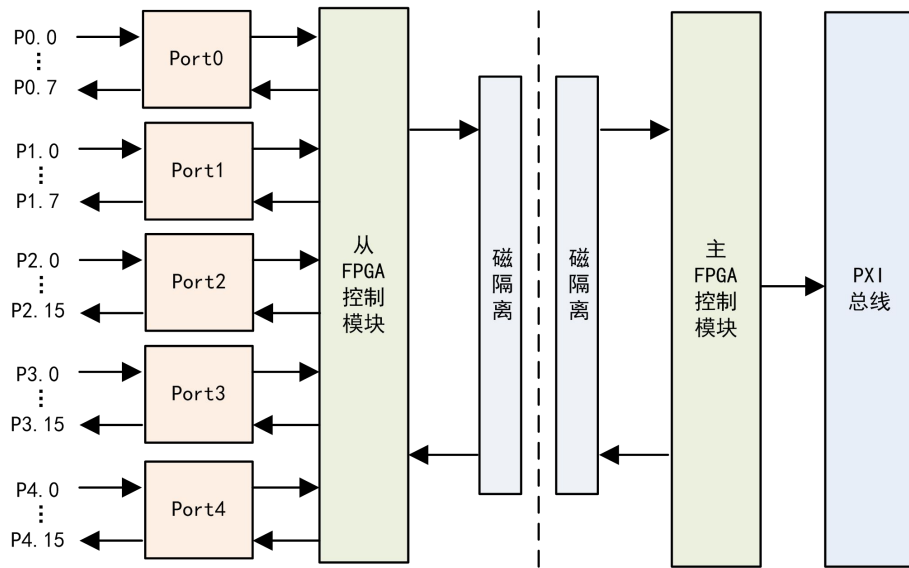 P0.0
⋮
P0.7
Port0
P1.0
⋮
P1.7
Port1
P2.0
⋮
P2.15
Port2
P3.0
⋮
P3.15
Port3
P4.0
⋮
P4.15
Port4
从
FPGA
控制
模块
磁
隔
离
磁
隔
离
主
FPGA
控制
模块
PXI
总线